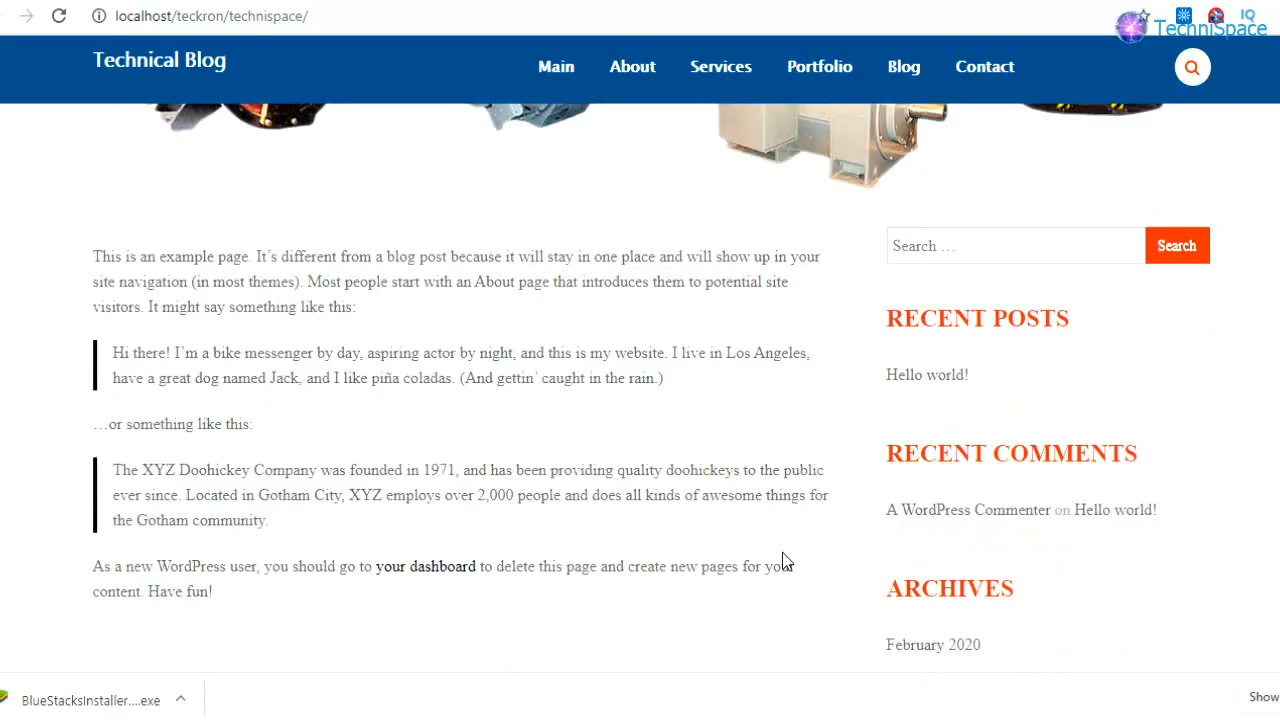 localhost/teckron/technispace/
TechniSpace
Technical Blog
Main About Services Portfolio Blog Contact
This is an example page. It’s different from a blog post because it will stay in one place and will show up in your
site navigation (in most themes). Most people start with an About page that introduces them to potential site
visitors. It might say something like this:
Hi there! I’m a bike messenger by day, aspiring actor by night, and this is my website. I live in Los Angeles,
have a great dog named Jack, and I like piña coladas. (And gettin’ caught in the rain.)
…or something like this:
The XYZ Doohickey Company was founded in 1971, and has been providing quality doohickeys to the public
ever since. Located in Gotham City, XYZ employs over 2,000 people and does all kinds of awesome things for
the Gotham community.
As a new WordPress user, you should go to your dashboard to delete this page and create new pages for your
content. Have fun!
Search …
Search
RECENT POSTS
Hello world!
RECENT COMMENTS
A WordPress Commenter on Hello world!
ARCHIVES
February 2020
BlueStacksInstaller....exe
Show